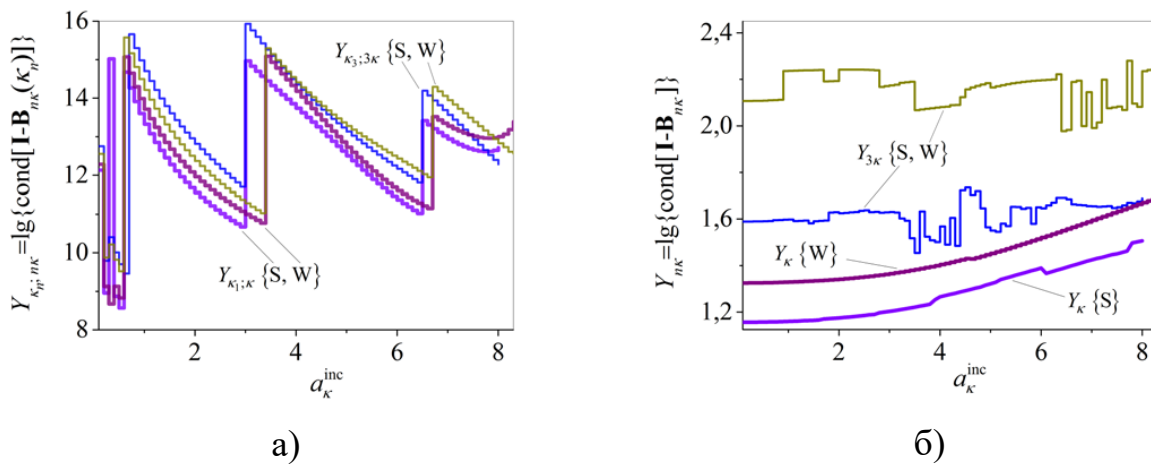 16
14
12
10
8
2
4
6
8
Y_{κ_n; nκ}=lg{cond[I-B_{nκ}(κ_n)]}
Y_{κ_3;3κ} {S, W}
Y_{κ_1;κ} {S, W}
a_κ^{inc}
а)
2,4
2,0
1,6
1,2
2
4
6
8
Y_{nκ}=lg{cond[I-B_{nκ}]}
Y_{3κ} {S, W}
Y_κ {W}
Y_κ {S}
a_κ^{inc}
б)